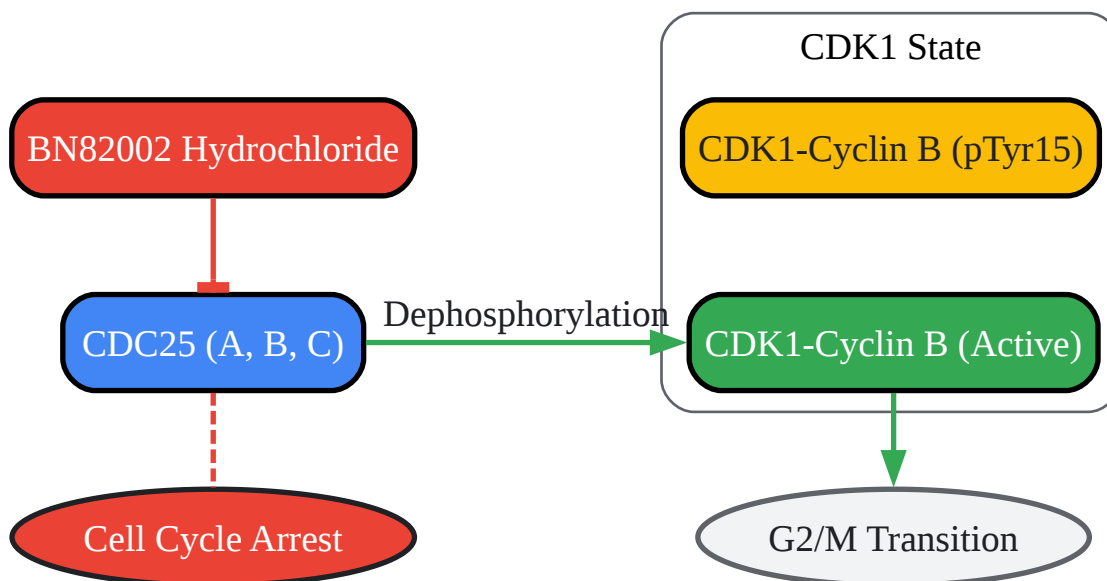 CDK1 State
BN82002 Hydrochloride
CDK1-Cyclin B (pTyr15)
Dephosphorylation
CDC25 (A, B, C)
CDK1-Cyclin B (Active)
Cell Cycle Arrest
G2/M Transition